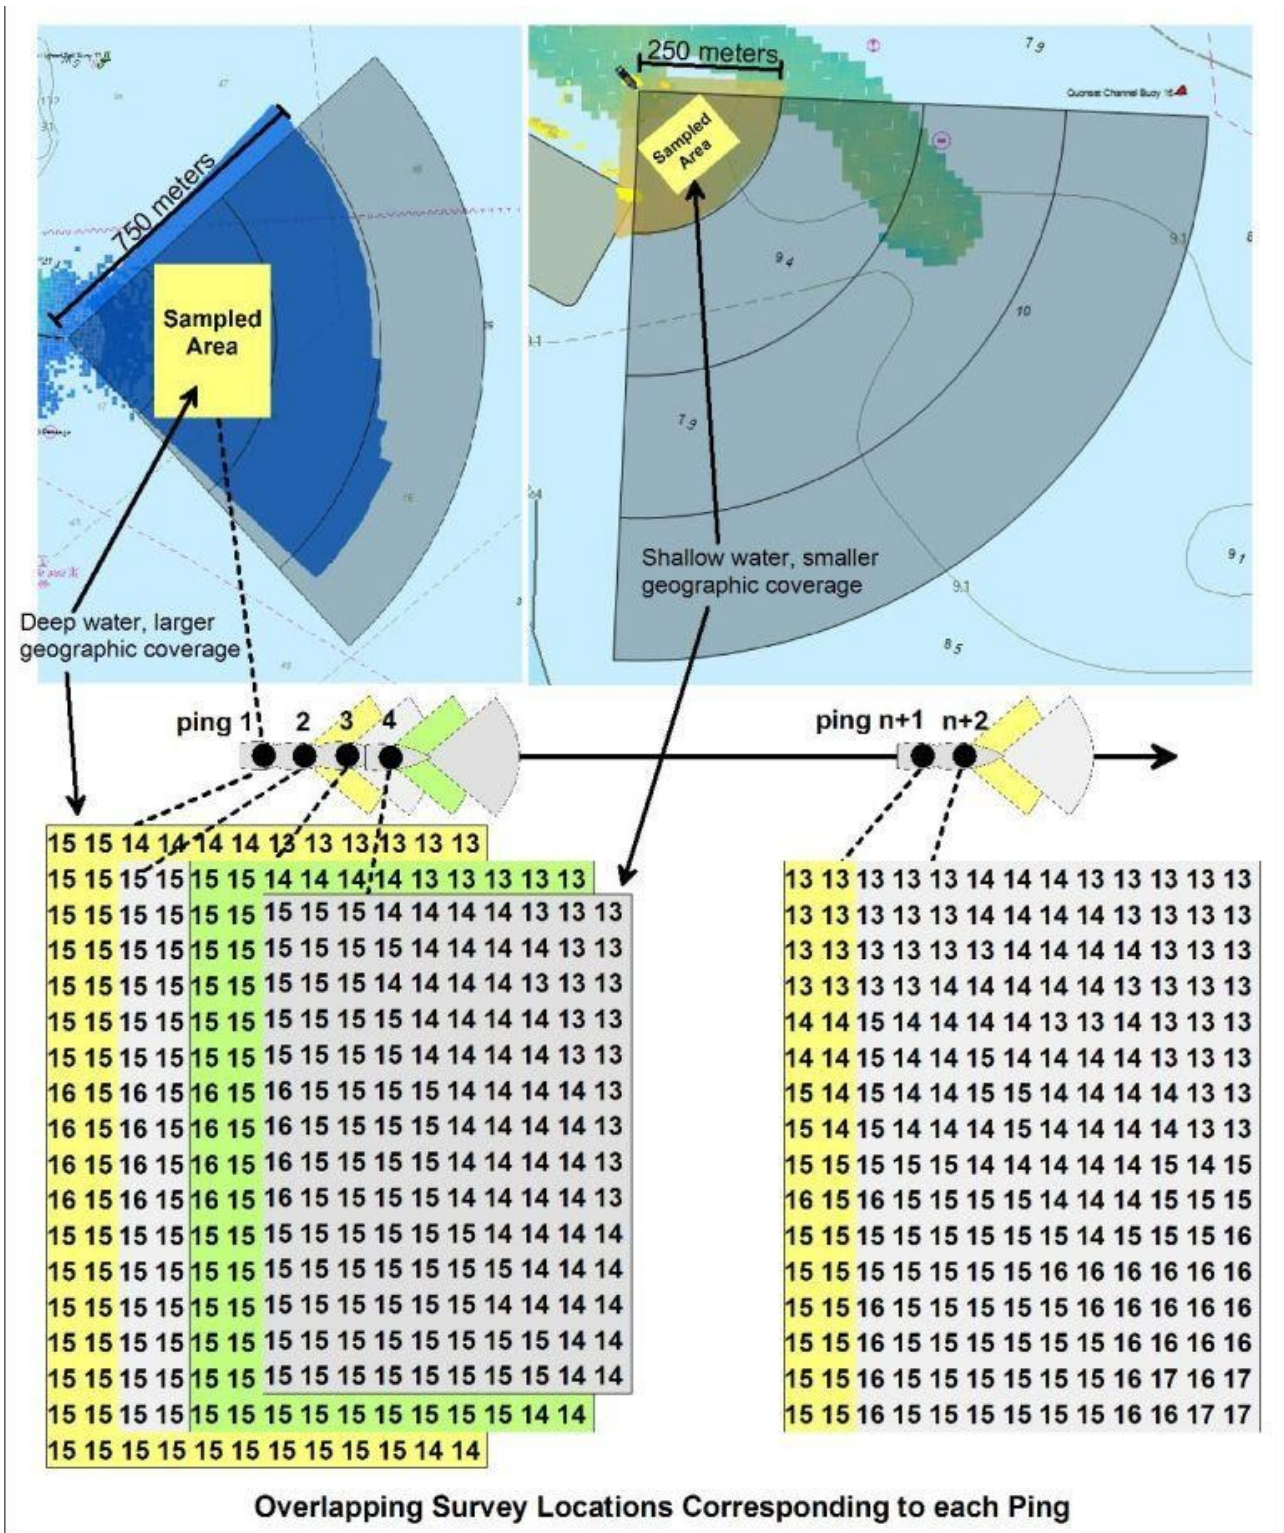 750 meters
Sampled
Area
250 meters
Sampled
Area
Quonset Channel Buoy 16
7 9
9 4
10
9.1
7 9
9.1
9 1
8 5
Deep water, larger
geographic coverage
Shallow water, smaller
geographic coverage
ping 1 2 3 4
ping n+1 n+2
15 15 14 14 14 14 13 13 13 13 13 13
15 15 15 15 15 15 14 14 14 14 13 13 13 13 13
15 15 15 15 15 15 15 15 15 14 14 14 14 13 13 13
15 15 15 15 15 15 15 15 15 15 14 14 14 14 13 13
15 15 15 15 15 15 15 15 15 14 14 14 14 13 13 13
15 15 15 15 15 15 15 15 15 15 14 14 14 14 13 13
15 15 15 15 15 15 15 15 15 15 14 14 14 14 13 13
16 15 16 15 16 15 16 15 15 15 15 14 14 14 14 13
16 15 16 15 16 15 16 15 15 15 15 14 14 14 14 13
16 15 16 15 16 15 16 15 15 15 15 14 14 14 14 13
16 15 16 15 16 15 16 15 15 15 15 14 14 14 14 13
15 15 15 15 15 15 15 15 15 15 15 15 14 14 14 14
15 15 15 15 15 15 15 15 15 15 15 15 15 14 14 14
15 15 15 15 15 15 15 15 15 15 15 15 14 14 14 14
15 15 15 15 15 15 15 15 15 15 15 15 15 15 14 14
15 15 15 15 15 15 15 15 15 15 15 15 15 15 14 14
15 15 15 15 15 15 15 15 15 15 15 15 15 14 14
15 15 15 15 15 15 15 15 15 15 14 14
13 13 13 13 13 14 14 14 13 13 13 13 13
13 13 13 13 13 14 14 14 14 13 13 13 13
13 13 13 13 13 13 14 14 14 13 13 13 13
13 13 13 13 14 14 14 14 14 13 13 13 13
14 14 15 14 14 14 14 13 13 14 13 13 13
14 14 15 14 14 15 14 14 14 14 13 13 13
15 14 15 14 14 14 15 14 14 14 14 13 13
15 14 15 14 14 14 15 14 14 14 14 13 13
15 15 15 15 15 14 14 14 14 14 15 14 15
16 15 16 15 15 15 15 14 14 14 15 15 15
15 15 15 15 15 15 15 15 14 15 15 15 16
15 15 15 15 15 15 15 16 16 16 16 16 16
15 15 16 15 15 15 15 15 16 16 16 16 16
15 15 16 15 15 15 15 15 15 16 16 16 16
15 15 16 15 15 15 15 15 15 16 17 16 17
15 15 16 15 15 15 15 15 15 16 16 17 17
Overlapping Survey Locations Corresponding to each Ping